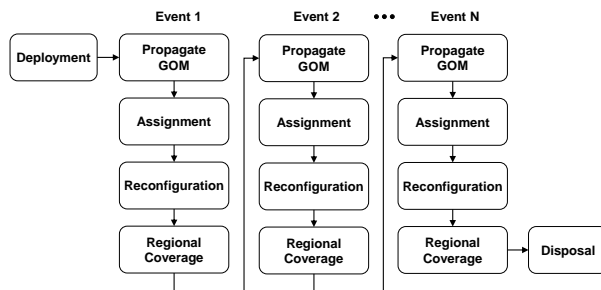 Event 1
Event 2
•••
Event N
Deployment
Propagate
GOM
Assignment
Reconfiguration
Regional
Coverage
Propagate
GOM
Assignment
Reconfiguration
Regional
Coverage
Propagate
GOM
Assignment
Reconfiguration
Regional
Coverage
Disposal